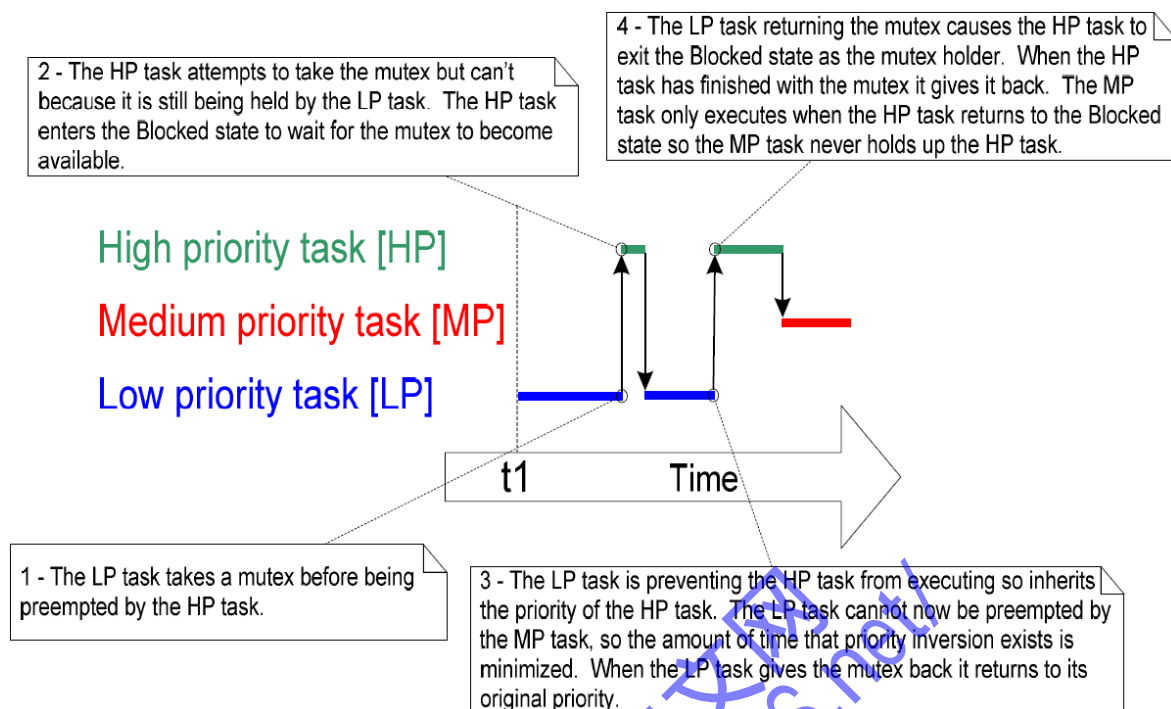 2 - The HP task attempts to take the mutex but can't
because it is still being held by the LP task.  The HP task
enters the Blocked state to wait for the mutex to become
available.
4 - The LP task returning the mutex causes the HP task to
exit the Blocked state as the mutex holder.  When the HP
task has finished with the mutex it gives it back.  The MP
task only executes when the HP task returns to the Blocked
state so the MP task never holds up the HP task.
High priority task [HP]
Medium priority task [MP]
Low priority task [LP]
t1
Time
1 - The LP task takes a mutex before being
preempted by the HP task.
3 - The LP task is preventing the HP task from executing so inherits
the priority of the HP task.  The LP task cannot now be preempted by
the MP task, so the amount of time that priority inversion exists is
minimized.  When the LP task gives the mutex back it returns to its
original priority.
文网
.net/